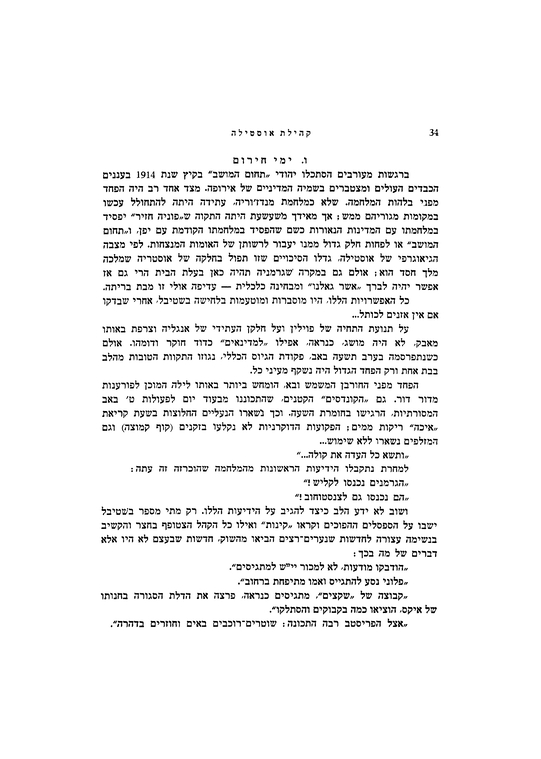 34 קהילת אוסטילה
ו. ימי חירום
ברגשות מעורבים הסתכלו יהודי „תחום המושב” בקיץ שנת 1914 בעננים
הכבדים העולים ומצטברים בשמיה המדיניים של אירופה. מצד אחד רב היה הפחד
מפני בלהות המלחמה. שלא כמלחמת מנדז׳וריה, עתידה היתה להתחולל עכשו
במקומות מגוריהם ממש; אך מאידך משעשעת היתה התקוה ש„פוניה חזיר” יפסיד
במלחמתו עם המדינות הנאורות כשם שהפסיד במלחמתו הקודמת עם יפן, ו„תחום
המושב” או לפחות חלק גדול ממנו יעבור לרשותן של האומות המנצחות. לפי מצבה
הגיאוגרפי של אוסטילה, גדלו הסיכויים שזו תפול בחלקה של אוסטריה שמלכה
מלך חסד הוא; אולם גם במקרה שגרמניה תהיה כאן בעלת הבית הרי גם אז
אפשר יהיה לברך „אשר גאלנו” ומבחינה כלכלית — עדיפה אולי זו מבת בריתה.
כל האפשרויות הללו, היו מוסברות ומוטעמות בלחישה בשטיבל, אחרי שבדקו
אם אין אזנים לכותל...
על תנועת התחיה של פולין ועל חלקן העתידי של אנגליה וצרפת באותו
מאבק, לא היה מושג, כנראה, אפילו „למדינאים” כדוד חוקר ודומהו. אולם
כשנתפרסמה בערב תשעה באב, פקודת הגיוס הכללי, נגוזו התקוות הטובות מהלב
בבת אחת ורק הפחד הגדול היה נשקף מעיני כל.
הפחד מפני החורבן המשמש ובא, הומחש ביותר באותו לילה המוכן לפורענות
מדור דור. גם „הקונדסים” הקטנים, שהתכוננו מבעוד יום לפעולות ט׳ באב
המסורתיות, הרגישו בחומרת השעה. וכך נשארו הנעליים החלוצות בשעת קריאת
„איכה” ריקות ממים; הפקועות הדוקרניות לא נקלעו בזקנים (קוף קמוצה) וגם
המזלפים נשארו ללא שימוש...
„ותשא כל העדה את קולה...”
למחרת נתקבלו הידיעות הראשונות מהמלחמה שהוכרזה זה עתה:
„הגרמנים נכנסו לקליש!”
„הם נכנסו גם לצנסטוחוב!”
ושוב לא ידע הלב כיצד להגיב על הידיעות הללו. רק מתי מספר בשטיבל
ישבו על הספסלים ההפוכים וקראו „קינות” ואילו כל הקהל הצטופף בחצר והקשיב
בנשימה עצורה לחדשות שנערים־רצים הביאו מהשוק, חדשות שבעצם לא היו אלא
דברים של מה בכך:
„הודבקו מודעות, לא למכור יי״ש למתגיסים”.
„פלוני נסע להתגייס ואמו מתיפחת ברחוב”.
„קבוצה של „שקצים”, מתגיסים כנראה, פרצה את הדלת הסגורה בחנותו
של איקס, הוציאו כמה בקבוקים והסתלקו”.
„אצל הפריסטב רבה התכונה; שוטרים־רוכבים באים וחוזרים בדהרה”.